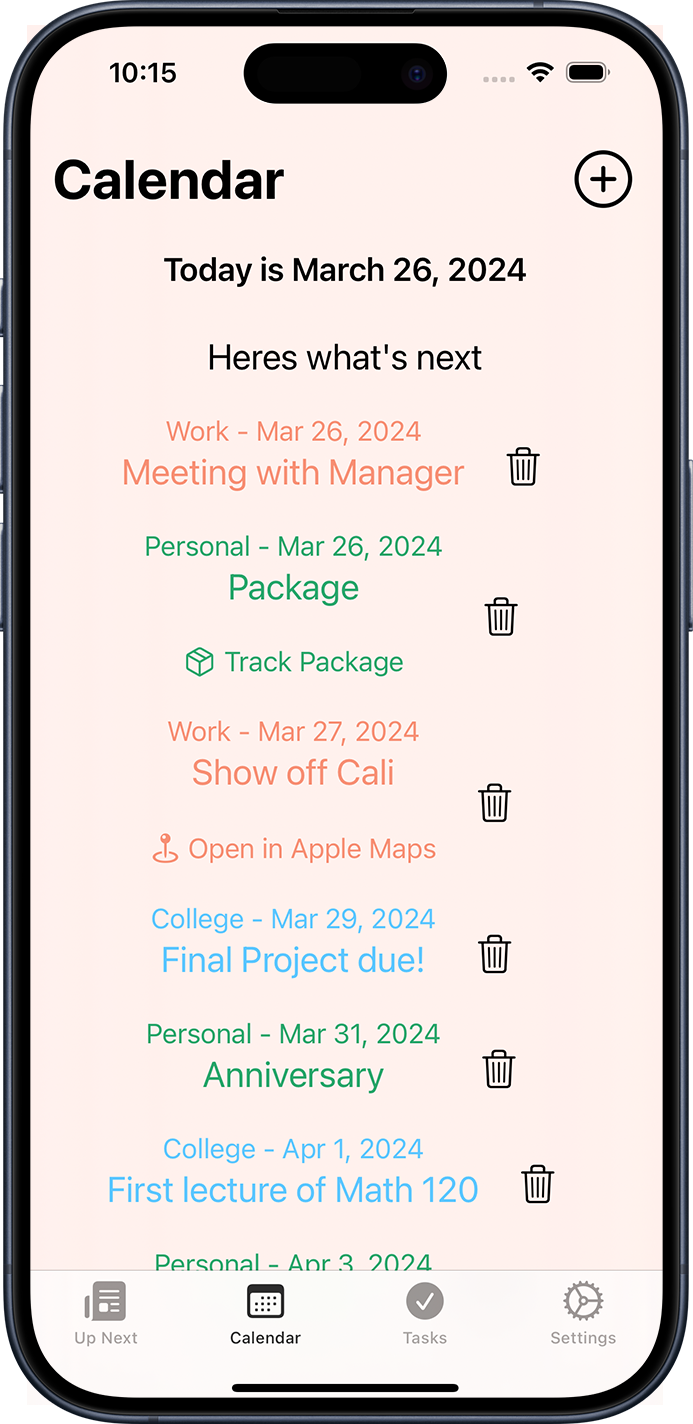 10:15
Calendar
Today is March 26, 2024
Heres what's next
Work - Mar 26, 2024
Meeting with Manager
Personal - Mar 26, 2024
Package
Track Package
Work - Mar 27, 2024
Show off Cali
Open in Apple Maps
College - Mar 29, 2024
Final Project due!
Personal - Mar 31, 2024
Anniversary
College - Apr 1, 2024
First lecture of Math 120
Personal - Apr 3, 2024
Up Next Calendar Tasks Settings